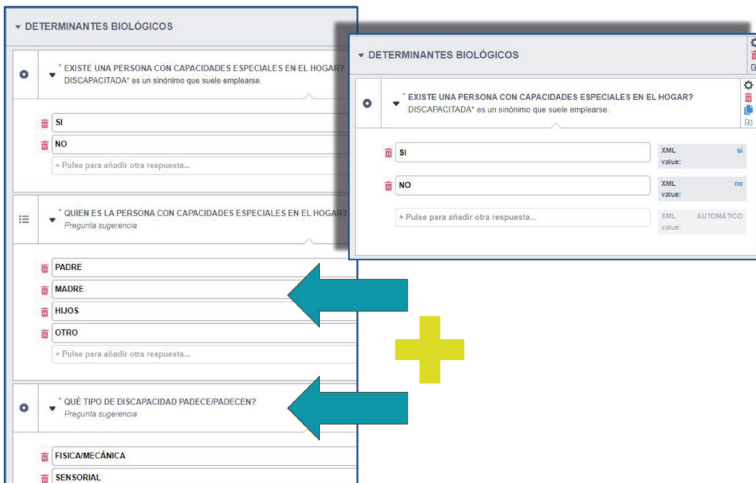 DETERMINANTES BIOLÓGICOS
* EXISTE UNA PERSONA CON CAPACIDADES ESPECIALES EN EL HOGAR?
DISCAPACITADA" es un sinónimo que suele emplearse.
SI
NO
+ Pulse para añadir otra respuesta...
* QUIEN ES LA PERSONA CON CAPACIDADES ESPECIALES EN EL HOGAR?
Pregunta sugerencia
PADRE
MADRE
HIJOS
OTRO
+ Pulse para añadir otra respuesta...
* QUÉ TIPO DE DISCAPACIDAD PADECE/PADECEN?
Pregunta sugerencia
FISICA/MECÁNICA
SENSORIAL
DETERMINANTES BIOLÓGICOS
* EXISTE UNA PERSONA CON CAPACIDADES ESPECIALES EN EL HOGAR?
DISCAPACITADA" es un sinónimo que suele emplearse.
SI
XML value: si
NO
XML value: no
+ Pulse para añadir otra respuesta...
XML value: AUTOMÁTICO